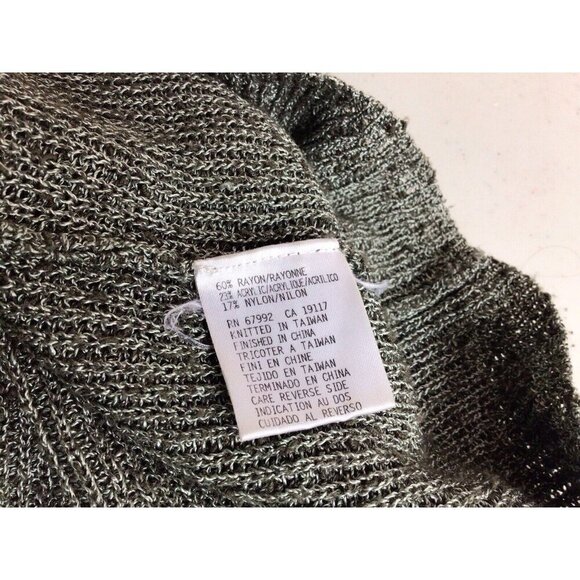 60% RAYON/RAYONNE
23% ACRYLIC/ACRYLIQUE/ACRILICO
17% NYLON/NILON
RN 67992 CA 19117
KNITTED IN TAIWAN
FINISHED IN CHINA
TRICOTER A TAIWAN
FINI EN CHINE
TEJIDO EN TAIWAN
TERMINADO EN CHINA
CARE REVERSE SIDE
INDICATION AU DOS
CUIDADO AL REVERSO